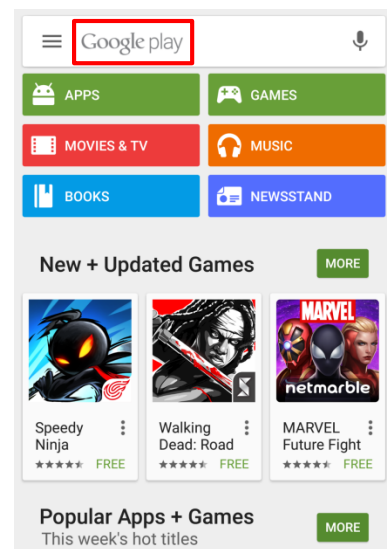 Google play
APPS
GAMES
MOVIES & TV
MUSIC
BOOKS
NEWSSTAND
New + Updated Games
MORE
MARVEL
netmarble
Speedy
Ninja
FREE
Walking
Dead: Road
FREE
MARVEL
Future Fight
FREE
Popular Apps + Games
This week's hot titles
MORE